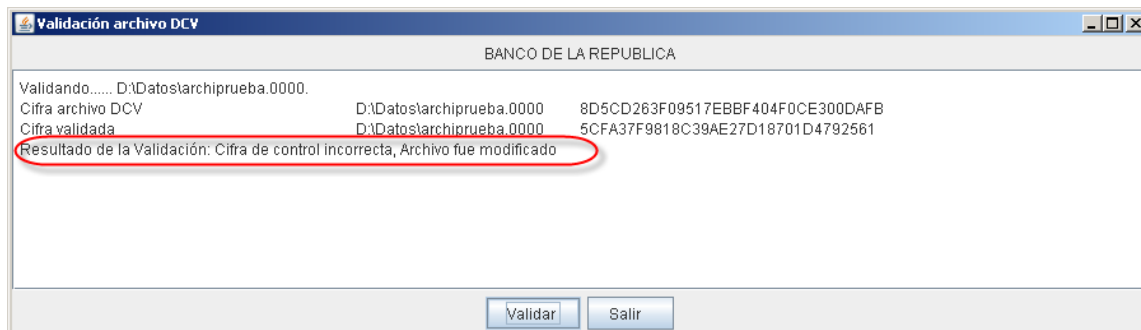 Validación archivo DCV
BANCO DE LA REPUBLICA
Validando...... D:\Datos\archiprueba.0000.
Cifra archivo DCV D:\Datos\archiprueba.0000 8D5CD263F09517EBBF404F0CE300DAFB
Cifra validada D:\Datos\archiprueba.0000 5CFA37F9818C39AE27D18701D4792561
Resultado de la Validación: Cifra de control incorrecta, Archivo fue modificado
Validar Salir